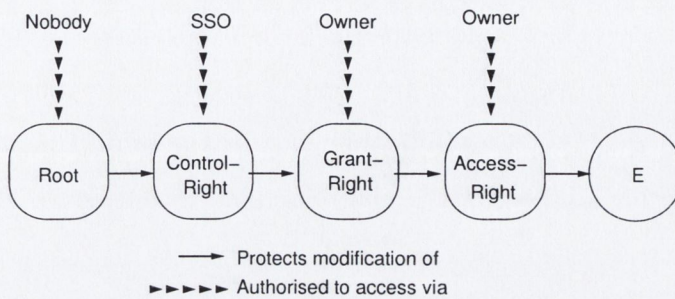 Nobody SSO Owner Owner
Root Control– Right Grant– Right Access– Right E
Protects modification of
Authorised to access via